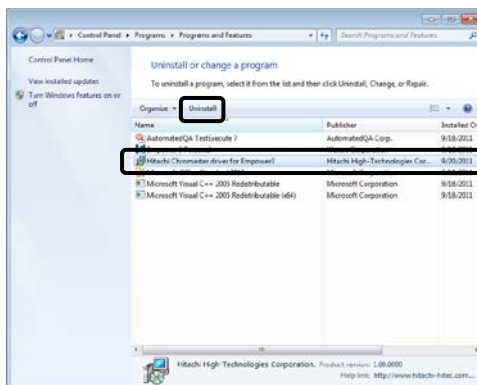 Control Panel ▸ Programs ▸ Programs and Features
Search Programs and Features
Control Panel Home
View installed updates
Turn Windows features on or off
Uninstall or change a program
To uninstall a program, select it from the list and then click Uninstall, Change, or Repair.
Organize Uninstall
Name Publisher Installed O
AutomatedQA TestExecute 7 AutomatedQA Corp. 9/18/2011
Hitachi Chromaster driver for Empower3 Hitachi High-Technologies Cor... 9/20/2011
Microsoft Visual C++ 2005 Redistributable Microsoft Corporation 9/18/2011
Microsoft Visual C++ 2005 Redistributable (x64) Microsoft Corporation 9/18/2011
Hitachi High-Technologies Corporation. Product version: 1.00.0000
Help link: http://www.hitachi-hitec.com...